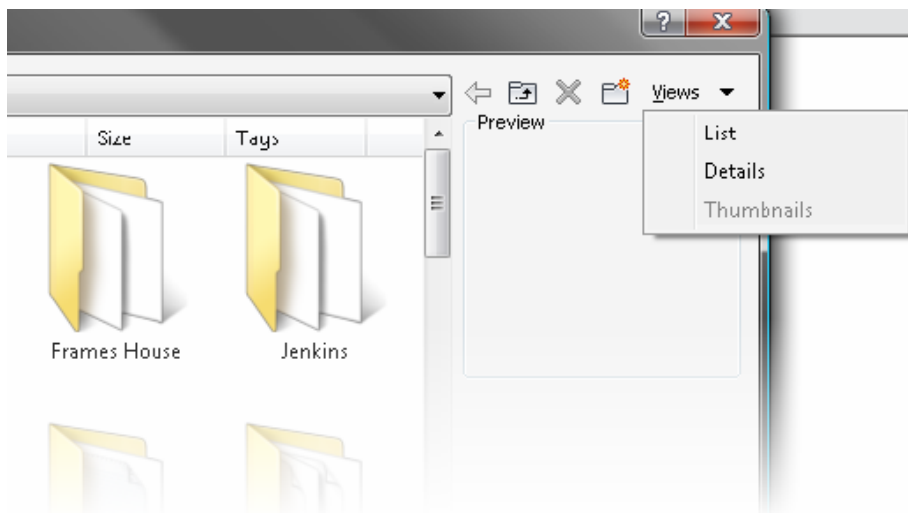 ?
X
Views
Size
Tags
Preview
List
Details
Thumbnails
Frames House
Jenkins